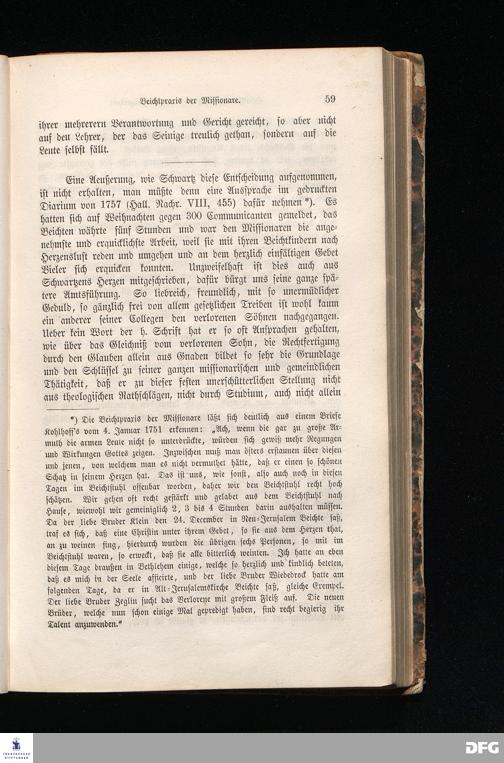 Beichtpraxis der Missionare. 59
ihrer mehrerern Verantwortung und Gericht gereicht, so aber nicht
auf den Lehrer, der das Seinige treulich gethan, sondern auf die
Leute selbst fällt.
Eine Aeußerung, wie Schwartz diese Entscheidung aufgenommen,
ist nicht erhalten, man müßte denn eine Aussprache im gedruckten
Diarium von 1757 (Hall. Nachr. VIII, 455) dafür nehmen*). Es
hatten sich auf Weihnachten gegen 300 Communicanten gemeldet, das
Beichten währte fünf Stunden und war den Missionaren die ange-
nehmste und erquicklichste Arbeit, weil sie mit ihren Beichtkindern nach
Herzenslust reden und umgehen und an dem herzlich einfältigen Gebet
Vieler sich erquicken konnten. Unzweifelhaft ist dies auch aus
Schwartzens Herzen mitgeschrieben, dafür bürgt uns seine ganze spä-
tere Amtsführung. So liebreich, freundlich, mit so unermüdlicher
Geduld, so gänzlich frei von allem gesetzlichen Treiben ist wohl kaum
ein anderer seiner Collegen den verlorenen Söhnen nachgegangen.
Ueber kein Wort der h. Schrift hat er so oft Ansprachen gehalten,
wie über das Gleichniß vom verlorenen Sohn, die Rechtfertigung
durch den Glauben allein aus Gnaden bildet so sehr die Grundlage
und den Schlüssel zu seiner ganzen missionarischen und gemeindlichen
Thätigkeit, daß er zu dieser festen unerschütterlichen Stellung nicht
aus theologischen Rathschlägen, nicht durch Studium, auch nicht allein
*) Die Beichtpraxis der Missionare läßt sich deutlich aus einem Briefe
Kohlhoff's vom 4. Januar 1751 erkennen: „Ach, wenn die gar zu große Ar-
muth die armen Leute nicht so unterdrückte, würden sich gewiß mehr Regungen
und Wirkungen Gottes zeigen. Inzwischen muß man öfters erstaunen über diesen
und jenen, von welchem man es nicht vermuthet hätte, daß er einen so schönen
Schatz in seinem Herzen hat. Das ist uns, wie sonst, also auch noch in diesen
Tagen im Beichtstuhl offenbar worden, daher wir den Beichtstuhl recht hoch
schätzen. Wir gehen oft recht gestärkt und gelabet aus dem Beichtstuhl nach
Hause, wiewohl wir gemeiniglich 2, 3 bis 4 Stunden darin aushalten müssen.
Da der liebe Bruder Klein den 24. December in Neu-Jerusalem Beichte saß,
traf es sich, daß eine Christin unter ihrem Gebet, so sie aus dem Herzen that,
an zu weinen fing, hierdurch wurden die übrigen sechs Personen, so mit im
Beichtstuhl waren, so erweckt, daß sie alle bitterlich weinten. Ich hatte an eben
diesem Tage draußen in Bethlehem einige, welche so herzlich und kindlich beteten,
daß es mich in der Seele afficirte, und der liebe Bruder Wiedebrock hatte am
folgenden Tage, da er in Alt-Jerusalemskirche Beichte saß, gleiche Exempel.
Der liebe Bruder Zeglin sucht das Verlorene mit großem Fleiß auf. Die neuen
Brüder, welche nun schon einige Mal gepredigt haben, sind recht begierig ihr
Talent anzuwenden."
FRANCKESCHE
STIFTUNGEN
DFG